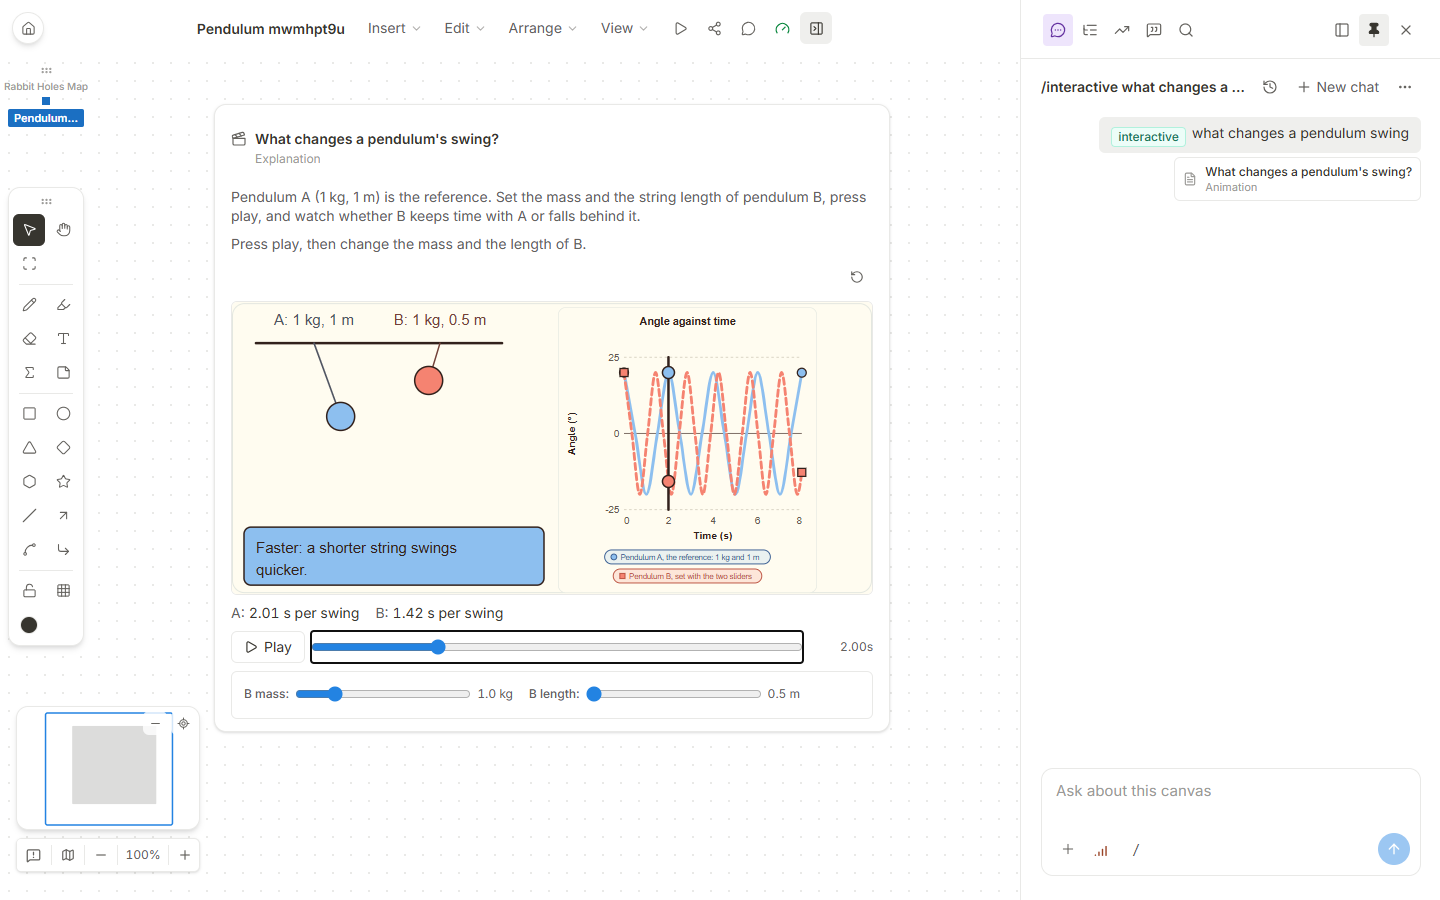 Pendulum mwmhpt9u
Insert
Edit
Arrange
View
Rabbit Holes Map
Pendulum...
What changes a pendulum's swing?
Explanation
Pendulum A (1 kg, 1 m) is the reference. Set the mass and the string length of pendulum B, press
play, and watch whether B keeps time with A or falls behind it.
Press play, then change the mass and the length of B.
A: 1 kg, 1 m
B: 1 kg, 0.5 m
Faster: a shorter string swings
quicker.
Angle against time
Angle (°)
25
0
-25
0
2
4
6
8
Time (s)
Pendulum A, the reference: 1 kg and 1 m
Pendulum B, set with the two sliders
A: 2.01 s per swing
B: 1.42 s per swing
Play
2.00s
B mass:
1.0 kg
B length:
0.5 m
100%
/interactive what changes a ...
New chat
interactive what changes a pendulum swing
What changes a pendulum's swing?
Animation
Ask about this canvas
/